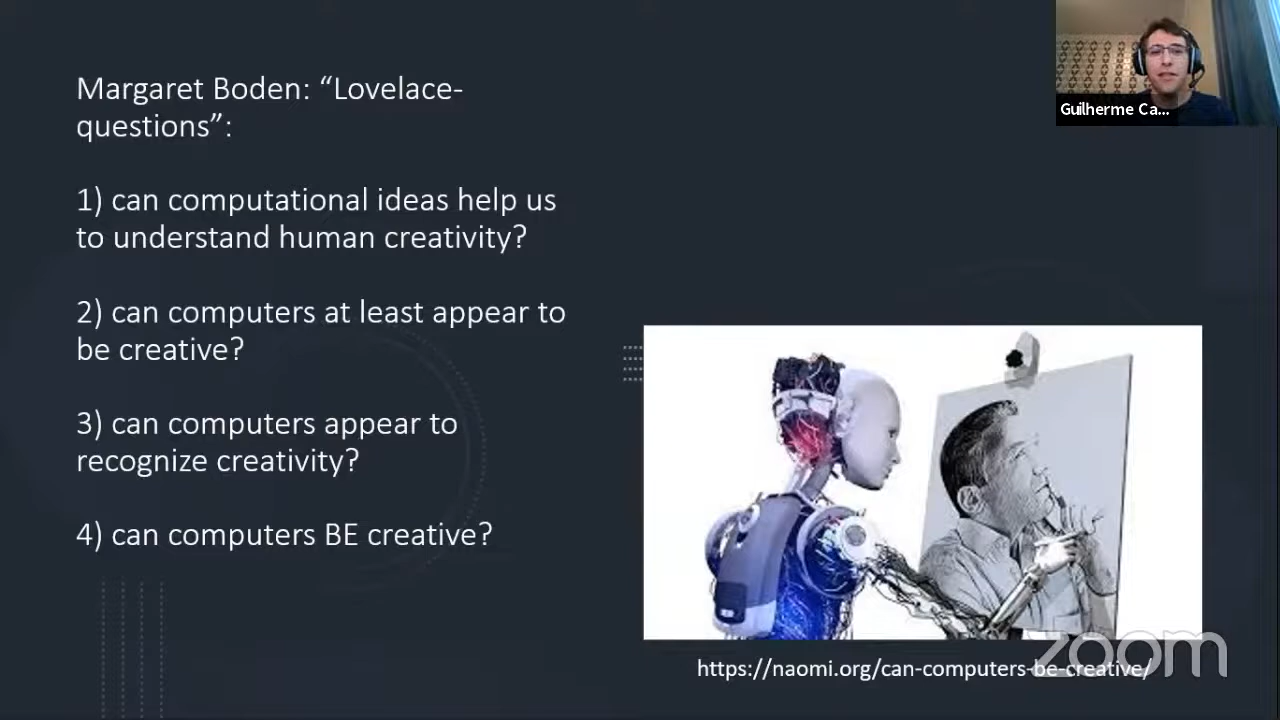 Margaret Boden: “Lovelace-
questions”:
1) can computational ideas help us
to understand human creativity?
2) can computers at least appear to
be creative?
3) can computers appear to
recognize creativity?
4) can computers BE creative?
Guilherme Ca...
https://naomi.org/can-computers-be-creative/
zoom